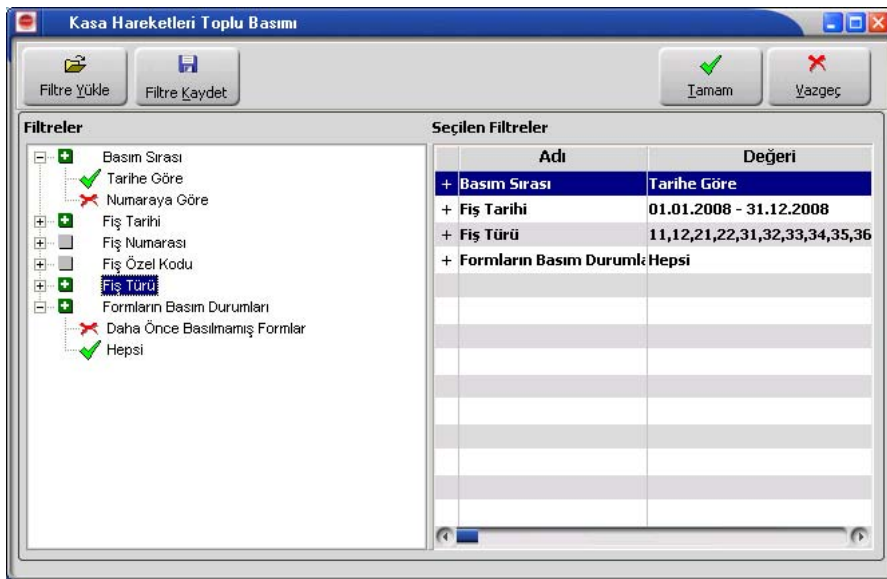 Kasa Hareketleri Toplu Basımı
Filtre Yükle
Filtre Kaydet
Tamam
Vazgeç
Filtreler
Basım Sırası
Tarihe Göre
Numaraya Göre
Fiş Tarihi
Fiş Numarası
Fiş Özel Kodu
Fiş Türü
Formların Basım Durumları
Daha Önce Basılmamış Formlar
Hepsi
Seçilen Filtreler
Adı Değeri
+ Basım Sırası Tarihe Göre
+ Fiş Tarihi 01.01.2008 - 31.12.2008
+ Fiş Türü 11,12,21,22,31,32,33,34,35,36
+ Formların Basım Durumla Hepsi